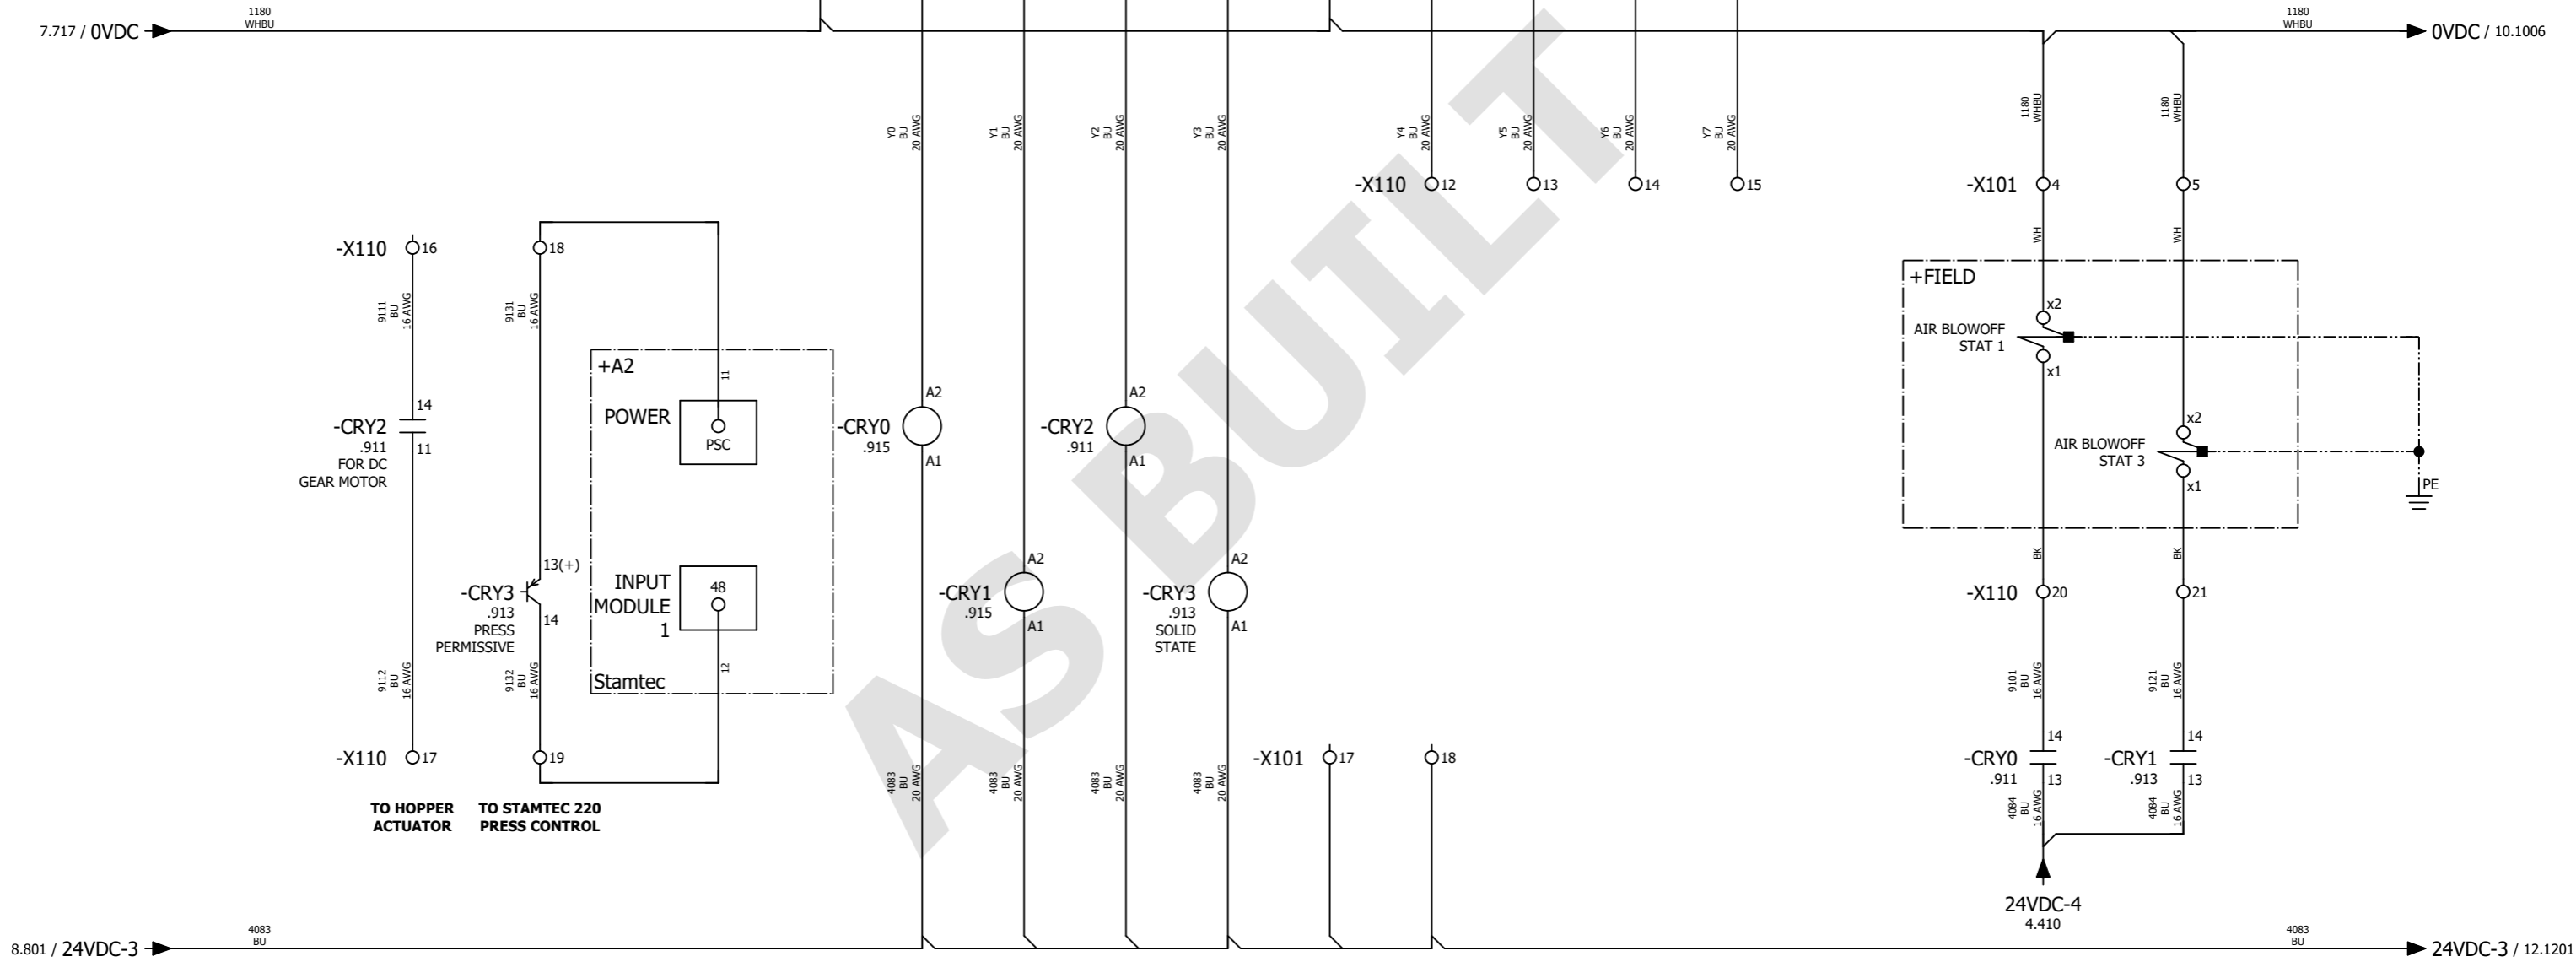 1180
WHBU
7.717 / 0VDC
1180
WHBU
0VDC / 10.1006
Y0
BU
20 AWG
Y1
BU
20 AWG
Y2
BU
20 AWG
Y3
BU
20 AWG
Y4
BU
20 AWG
Y5
BU
20 AWG
Y6
BU
20 AWG
Y7
BU
20 AWG
1180
WHBU
1180
WHBU
-X110 12
13
14
15
-X101 4
5
WH
WH
-X110 16
18
9111
BU
16 AWG
9131
BU
16 AWG
+FIELD
x2
AIR BLOWOFF
STAT 1
x1
x2
AIR BLOWOFF
STAT 3
x1
PE
+A2
11
POWER
PSC
14
-CRY2
.911
11
FOR DC
GEAR MOTOR
A2
-CRY0
.915
A1
A2
-CRY2
.911
A1
13(+)
-CRY3
.913
14
PRESS
PERMISSIVE
INPUT
MODULE
1
48
12
Stamtec
A2
-CRY1
.915
A1
A2
-CRY3
.913
SOLID
STATE
A1
BK
BK
-X110 20
21
9112
BU
16 AWG
9132
BU
16 AWG
9101
BU
16 AWG
9121
BU
16 AWG
-X110 17
19
TO HOPPER
ACTUATOR
TO STAMTEC 220
PRESS CONTROL
4083
BU
20 AWG
4083
BU
20 AWG
4083
BU
20 AWG
4083
BU
20 AWG
-X101 17
18
14
-CRY0
.911
13
14
-CRY1
.913
13
4084
BU
16 AWG
4084
BU
16 AWG
24VDC-4
4.410
4083
BU
8.801 / 24VDC-3
4083
BU
24VDC-3 / 12.1201
AS BUILT